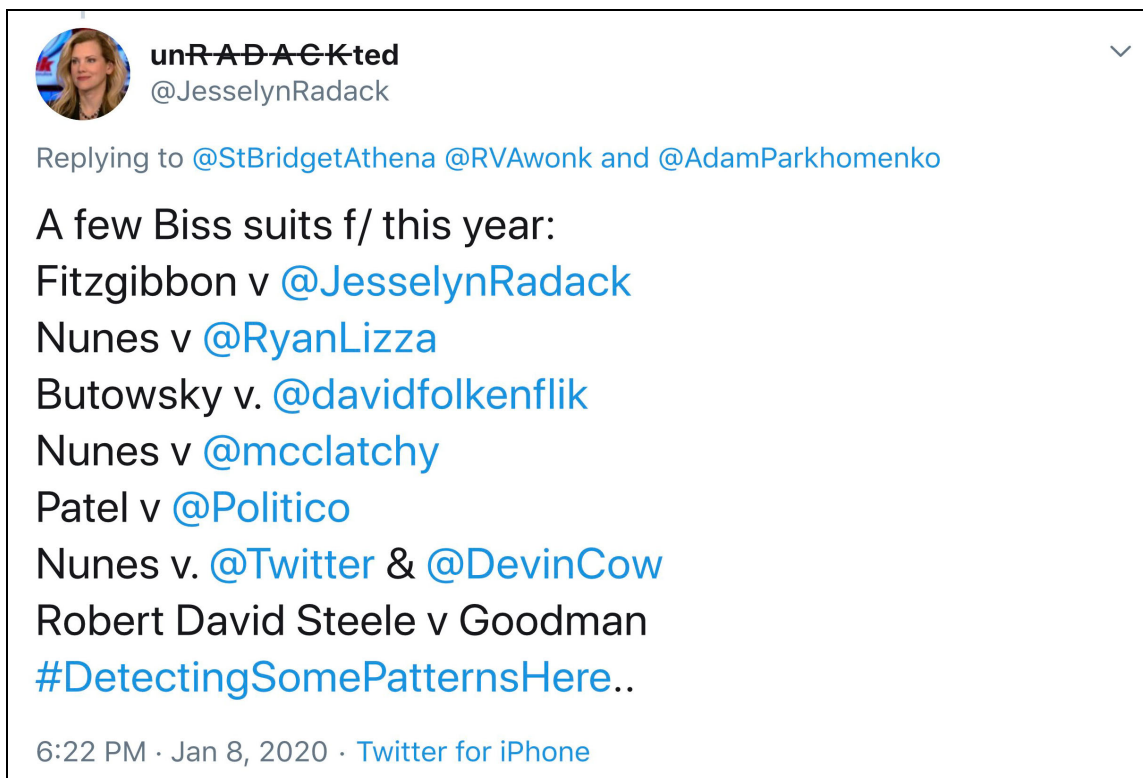 unRADACKted
@JesselynRadack
Replying to @StBridgetAthena @RVAwonk and @AdamParkhomenko
A few Biss suits f/ this year:
Fitzgibbon v @JesselynRadack
Nunes v @RyanLizza
Butowsky v. @davidfolkenflik
Nunes v @mcclatchy
Patel v @Politico
Nunes v. @Twitter & @DevinCow
Robert David Steele v Goodman
#DetectingSomePatternsHere..
6:22 PM · Jan 8, 2020 · Twitter for iPhone